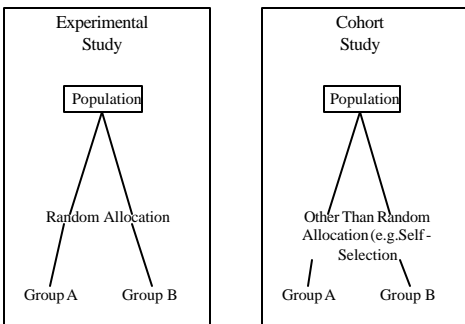 Experimental
Study
Population
Random Allocation
Group A
Group B
Cohort
Study
Population
Other Than Random
Allocation (e.g.Self -
Selection
Group A
Group B